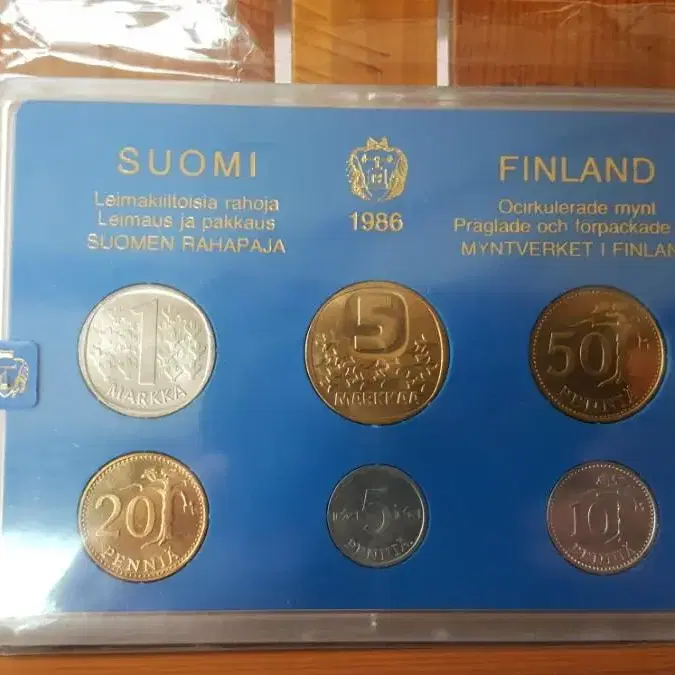 SUOMI
Leimakiiltoisia rahoja
Leimaus ja pakkaus
SUOMEN RAHAPAJA
1986
FINLAND
Ocirkulerade mynt
Praglade och forpackade
MYNTVERKET I FINLAN
1
MARKKA
5
MARKKAA
50
PENNIÄ
20
PENNIÄ
5
PENNIÄ
10
PENNIÄ